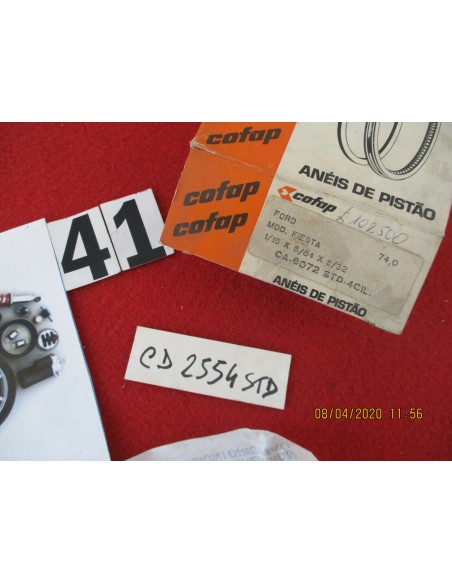 cofap
ANÉIS DE PISTÃO
cofap
cofap
cofap
FORD
£ 102500
MOD. FIESTA
74,0
1/16 X 5/64 X 5/32
CA-6072 STD.4CIL.
ANÉIS DE PISTÃO
41
CD 2554 STD
08/04/2020 11:56